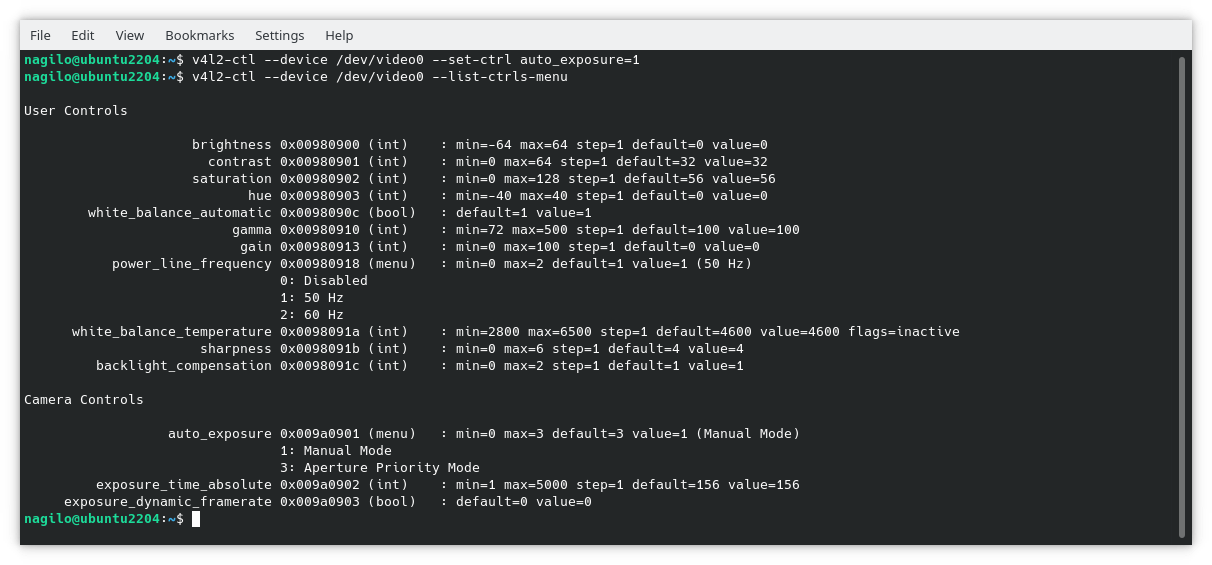 File Edit View Bookmarks Settings Help
nagilo@ubuntu2204:~$ v4l2-ctl --device /dev/video0 --set-ctrl auto_exposure=1
nagilo@ubuntu2204:~$ v4l2-ctl --device /dev/video0 --list-ctrls-menu
User Controls
brightness 0x00980900 (int) : min=-64 max=64 step=1 default=0 value=0
contrast 0x00980901 (int) : min=0 max=64 step=1 default=32 value=32
saturation 0x00980902 (int) : min=0 max=128 step=1 default=56 value=56
hue 0x00980903 (int) : min=-40 max=40 step=1 default=0 value=0
white_balance_automatic 0x0098090c (bool) : default=1 value=1
gamma 0x00980910 (int) : min=72 max=500 step=1 default=100 value=100
gain 0x00980913 (int) : min=0 max=100 step=1 default=0 value=0
power_line_frequency 0x00980918 (menu) : min=0 max=2 default=1 value=1 (50 Hz)
0: Disabled
1: 50 Hz
2: 60 Hz
white_balance_temperature 0x0098091a (int) : min=2800 max=6500 step=1 default=4600 value=4600 flags=inactive
sharpness 0x0098091b (int) : min=0 max=6 step=1 default=4 value=4
backlight_compensation 0x0098091c (int) : min=0 max=2 step=1 default=1 value=1
Camera Controls
auto_exposure 0x009a0901 (menu) : min=0 max=3 default=3 value=1 (Manual Mode)
1: Manual Mode
3: Aperture Priority Mode
exposure_time_absolute 0x009a0902 (int) : min=1 max=5000 step=1 default=156 value=156
exposure_dynamic_framerate 0x009a0903 (bool) : default=0 value=0
nagilo@ubuntu2204:~$